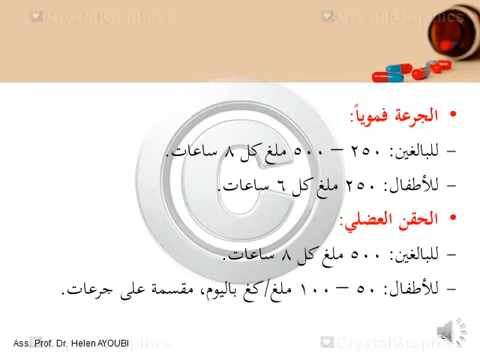 CrystalGraphics
CrystalGraphics
• الجرعة فموياً:
– للبالغين: ٢٥٠ – ٥٠٠ ملغ كل ٨ ساعات.
– للأطفال: ٢٥٠ ملغ كل ٦ ساعات.
• الحقن العضلي:
– للبالغين: ٥٠٠ ملغ كل ٨ ساعات.
– للأطفال: ٥٠ – ١٠٠ ملغ/كغ باليوم، مقسمة على جرعات.
CrystalGraphics
CrystalGraphics
Ass. Prof. Dr. Helen AYOUBI